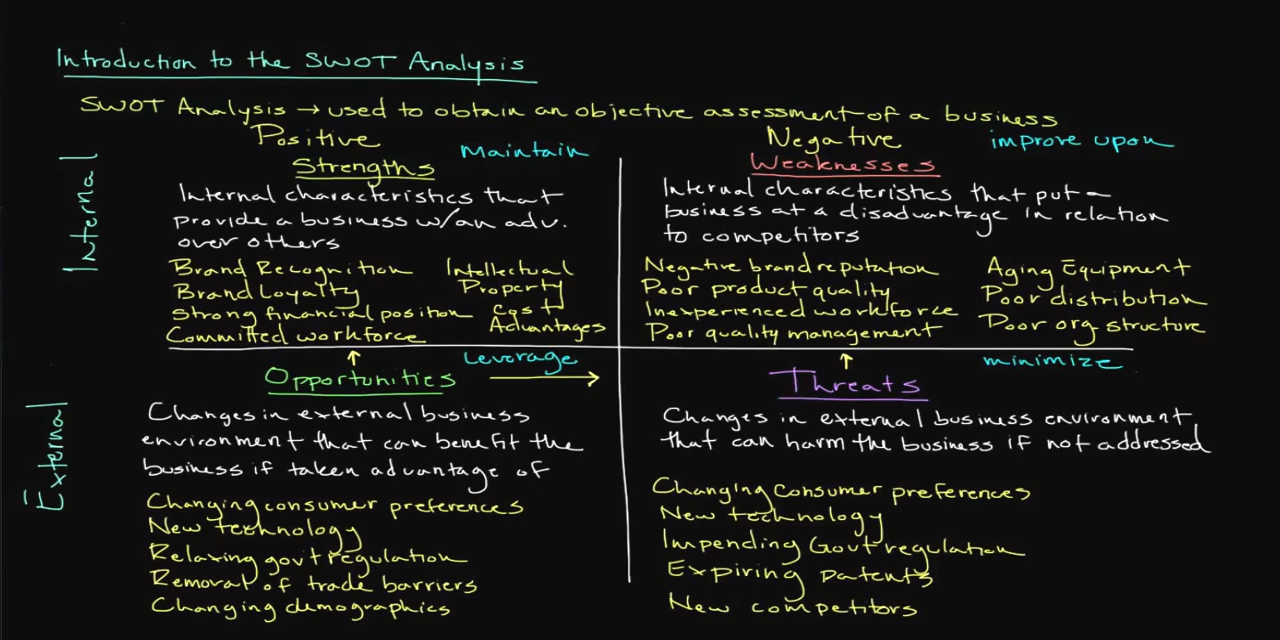 Introduction to the SWOT Analysis
SWOT Analysis → used to obtain an objective assessment of a business
Internal
Positive
Strengths
Maintain
Internal characteristics that
provide a business w/an adv.
over others
Brand Recognition
Brand Loyalty
Strong financial position
Committed workforce
Intellectual
Property
Cost
Advantages
Negative
Weaknesses
improve upon
Internal characteristics that put a
business at a disadvantage in relation
to competitors
Negative brand reputation
Poor product quality
Inexperienced workforce
Poor quality management
Aging Equipment
Poor distribution
Poor org structure
External
Opportunities
Leverage
Changes in external business
environment that can benefit the
business if taken advantage of
Changing consumer preferences
New technology
Relaxing gov't regulation
Removal of trade barriers
Changing demographics
Threats
minimize
Changes in external business environment
that can harm the business if not addressed
Changing Consumer preferences
New technology
Impending Gov't regulation
Expiring patents
New competitors